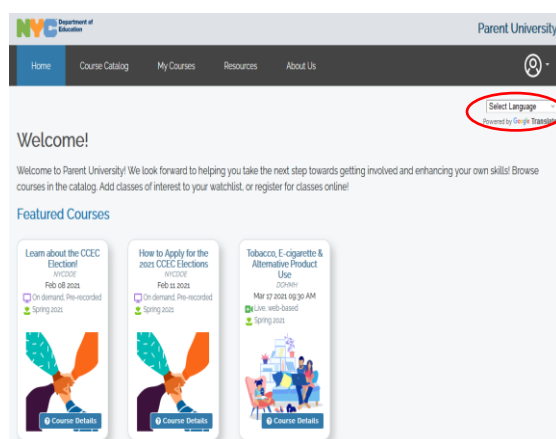 NYC Department of
Education
Parent University
Home Course Catalog My Courses Resources About Us
Select Language
Powered by Google Translate
Welcome!
Welcome to Parent University! We look forward to helping you take the next step towards getting involved and enhancing your own skills! Browse
courses in the catalog. Add classes of interest to your watchlist, or register for classes online!
Featured Courses
Learn about the CCEC
Election!
NYCDOE
Feb 08 2021
On demand, Pre-recorded
Spring 2021
Course Details
How to Apply for the
2021 CCEC Elections
NYCDOE
Feb 11 2021
On demand, Pre-recorded
Spring 2021
Course Details
Tobacco, E-cigarette &
Alternative Product
Use
DOHMH
Mar 17 2021 09:30 AM
Live, web-based
Spring 2021
Course Details